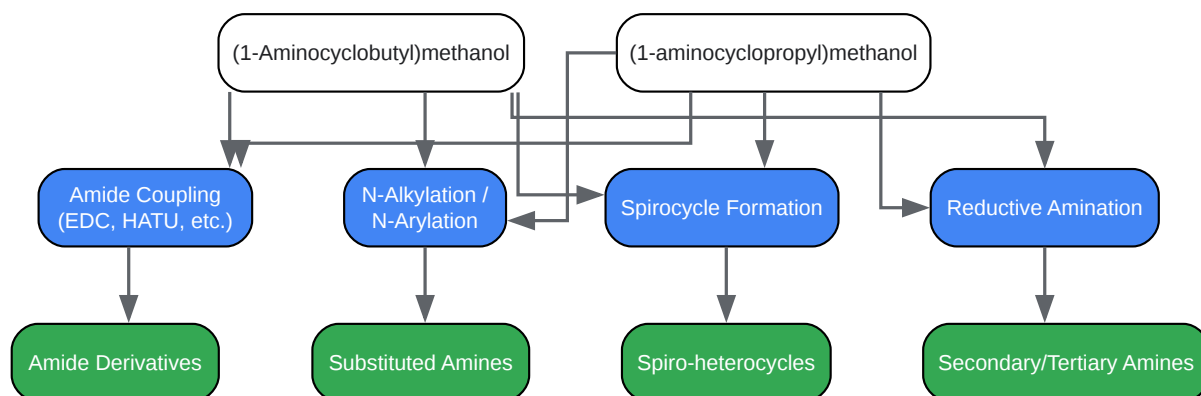 (1-Aminocyclobutyl)methanol
(1-aminocyclopropyl)methanol
Amide Coupling
(EDC, HATU, etc.)
N-Alkylation /
N-Arylation
Spirocycle Formation
Reductive Amination
Amide Derivatives
Substituted Amines
Spiro-heterocycles
Secondary/Tertiary Amines